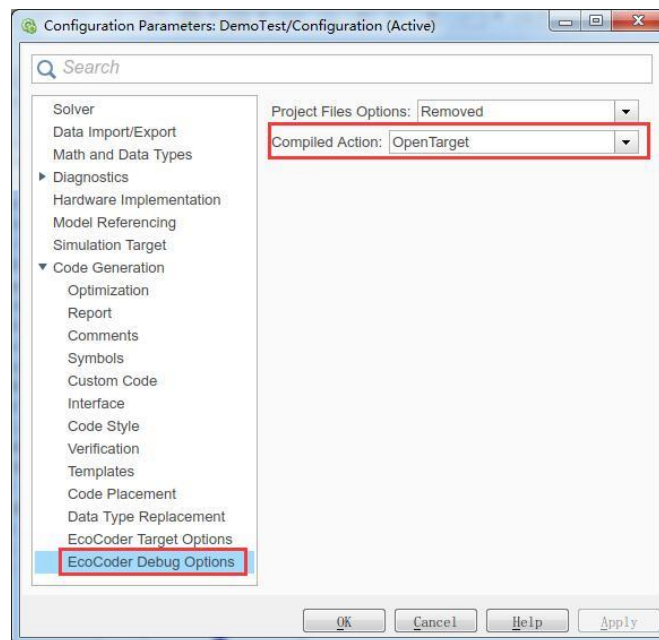 Configuration Parameters: DemoTest/Configuration (Active)
Search
Solver
Data Import/Export
Math and Data Types
Diagnostics
Hardware Implementation
Model Referencing
Simulation Target
Code Generation
Optimization
Report
Comments
Symbols
Custom Code
Interface
Code Style
Verification
Templates
Code Placement
Data Type Replacement
EcoCoder Target Options
EcoCoder Debug Options
Project Files Options: Removed
Compiled Action: OpenTarget
OK Cancel Help Apply